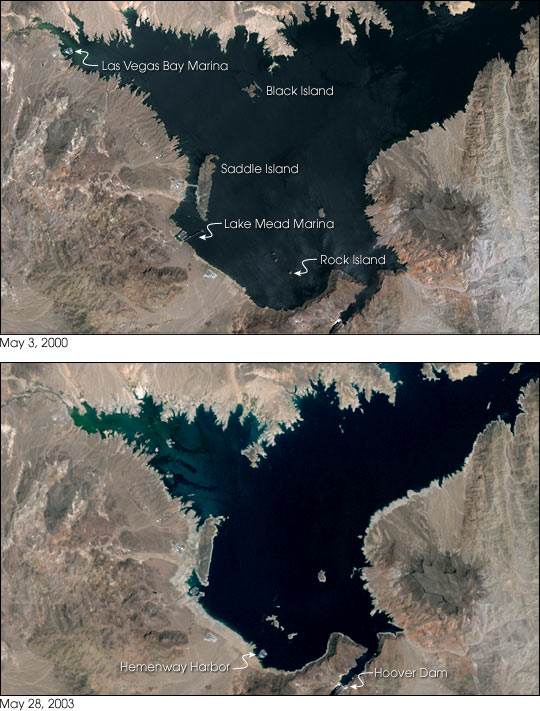 Las Vegas Bay Marina
Black Island
Saddle Island
Lake Mead Marina
Rock Island
May 3, 2000
Hemenway Harbor
Hoover Dam
May 28, 2003